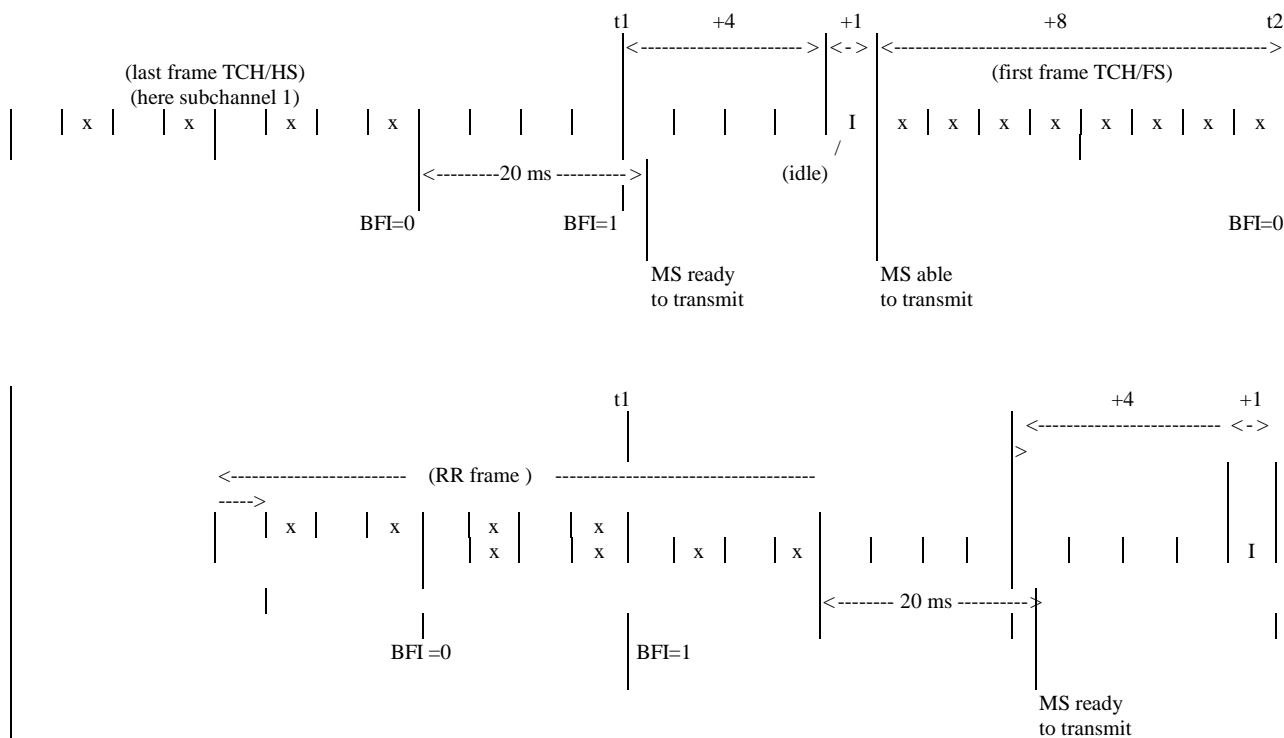 t1 +4 +1 +8 t2
<-------------------------> <-> <------------------------------------------------------>
(last frame TCH/HS) (first frame TCH/FS)
(here subchannel 1)
x x x x I x x x x x x x x
/
<---------20 ms ----------- > (idle)
BFI=0 BFI=1 BFI=0
MS ready MS able
to transmit to transmit
t1 +4 +1
<-------------------------- <->
>
<-------------------------- (RR frame ) ------------------------------------
----->
x x x x
x x x x I
<-------- 20 ms ----------->
BFI =0 BFI=1
MS ready
to transmit